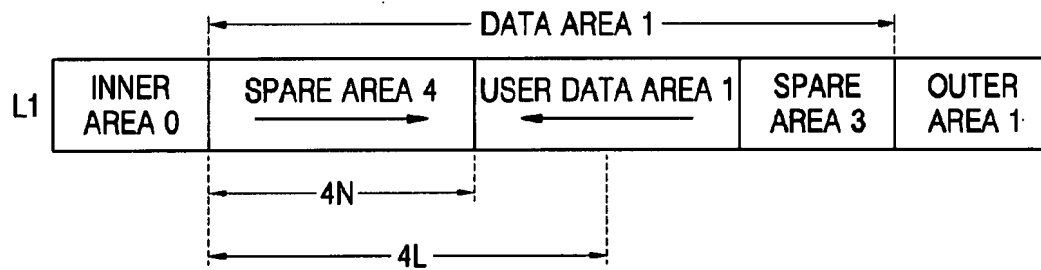 DATA AREA 1
L1
INNER AREA 0
SPARE AREA 4
USER DATA AREA 1
SPARE AREA 3
OUTER AREA 1
4N
4L